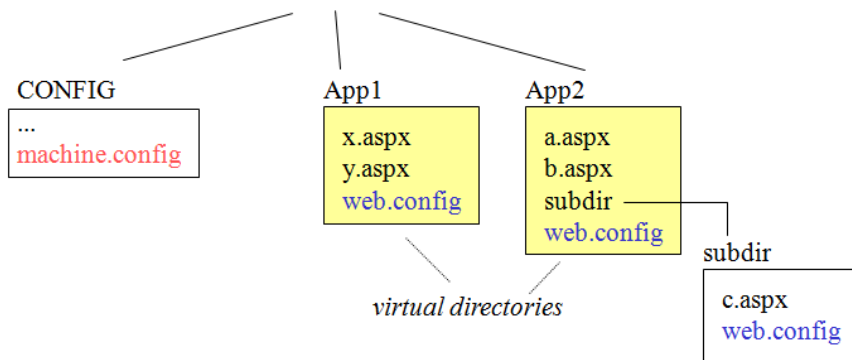 CONFIG
...
machine.config
App1
x.aspx
y.aspx
web.config
App2
a.aspx
b.aspx
subdir
web.config
virtual directories
subdir
c.aspx
web.config